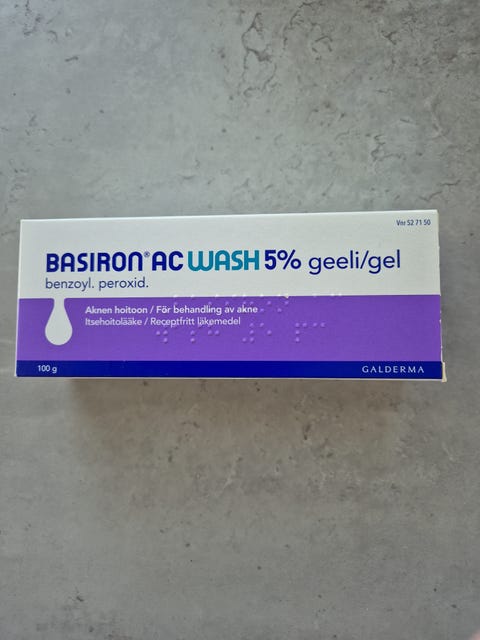 Vnr 52 71 50
BASIRON® AC WASH 5% geeli/gel
benzoyl. peroxid.
Aknen hoitoon / För behandling av akne
Itsehoitolääke / Receptfritt läkemedel
100 g
GALDERMA